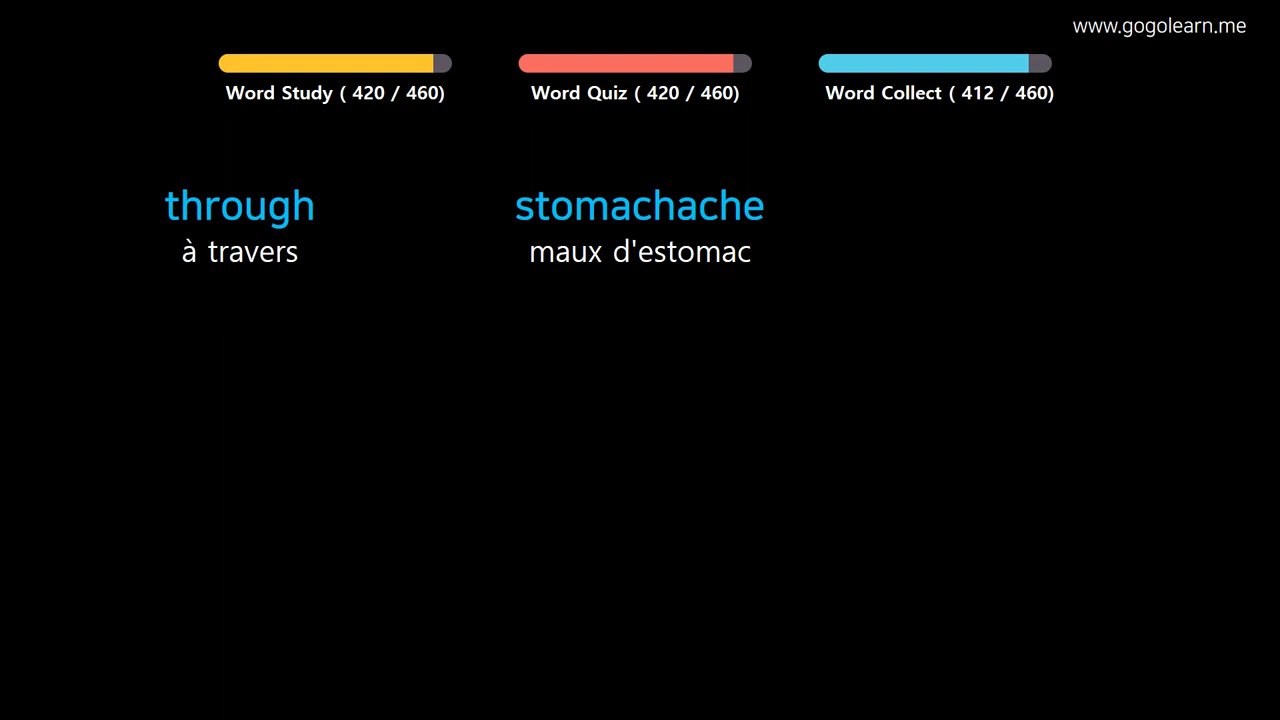 www.gogolearn.me
Word Study ( 420 / 460)
Word Quiz ( 420 / 460)
Word Collect ( 412 / 460)
through
à travers
stomachache
maux d'estomac